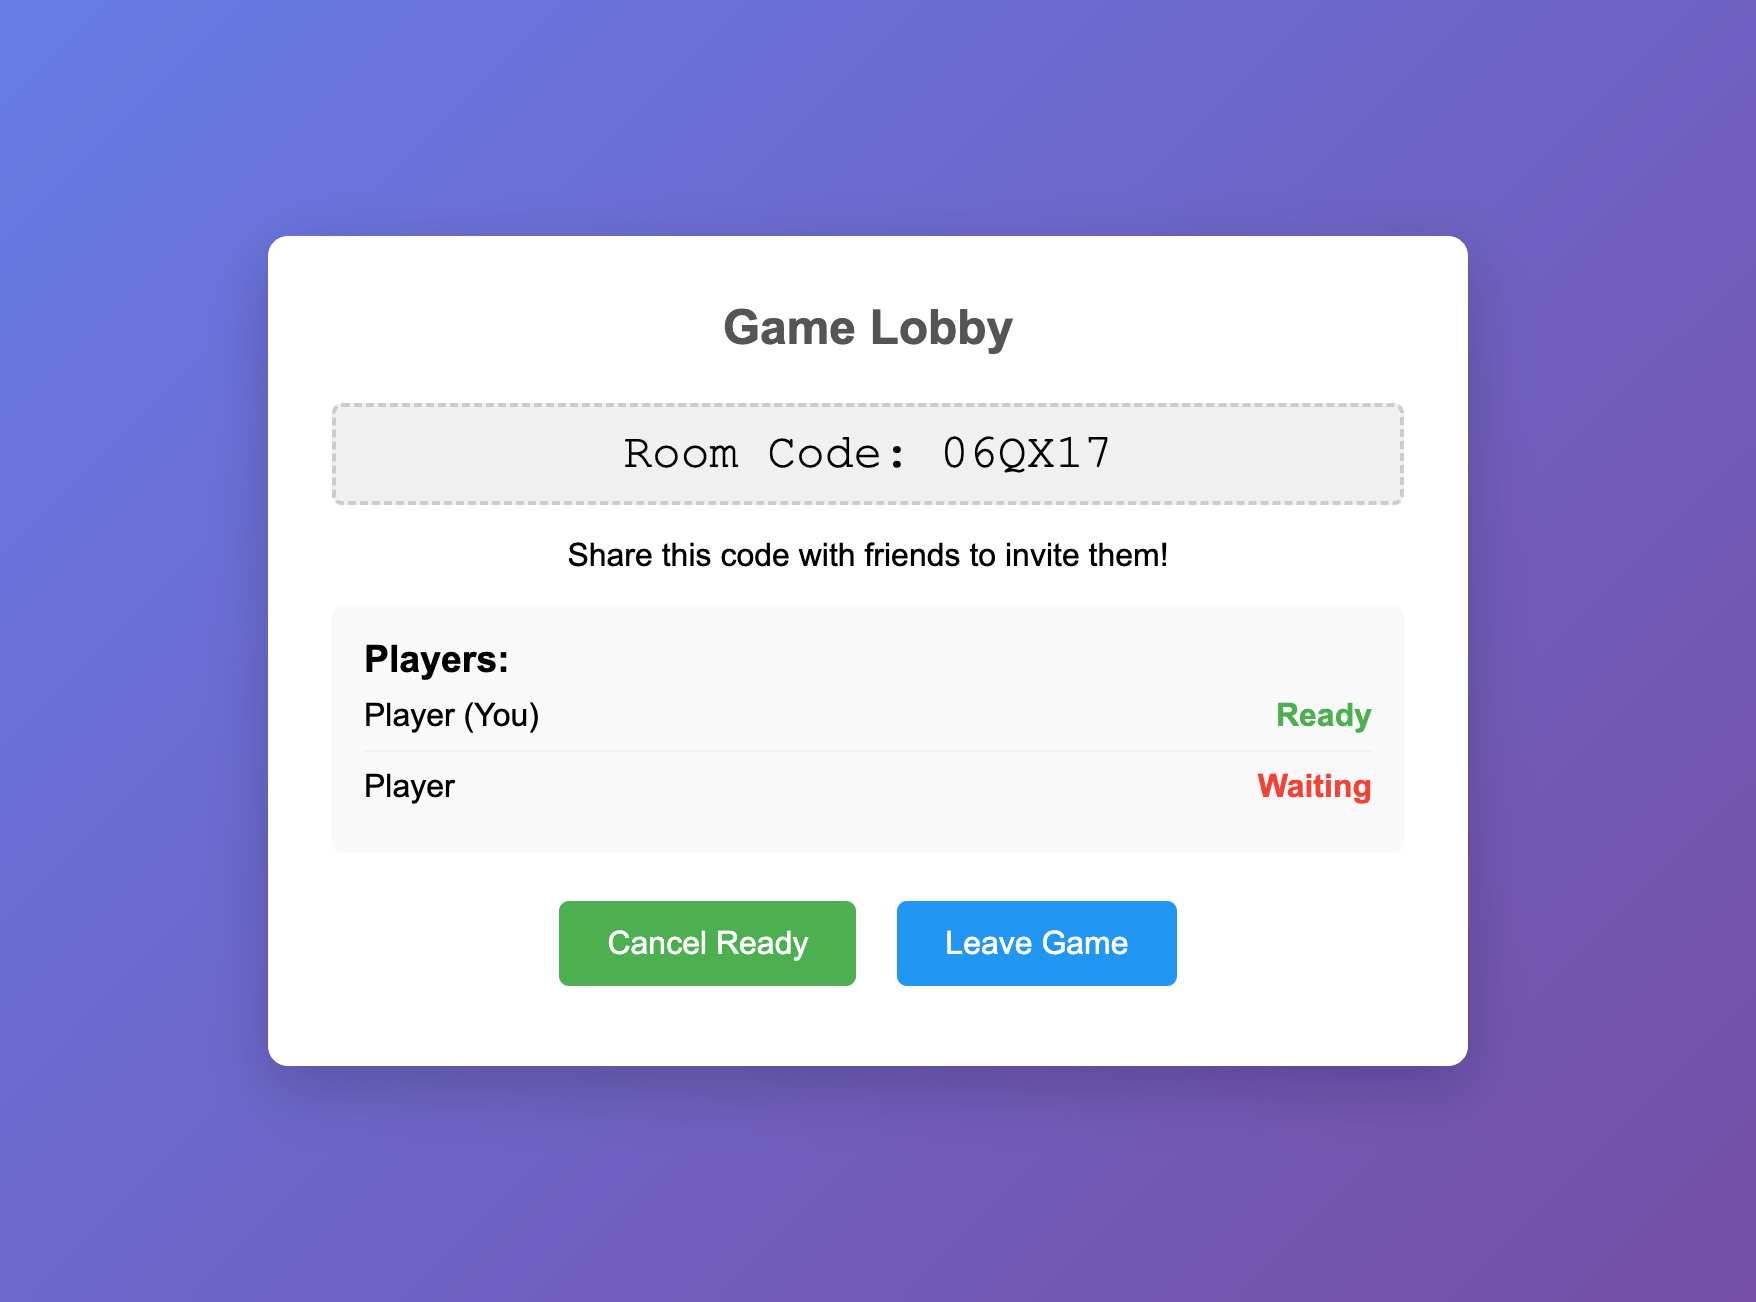 Game Lobby
Room Code: 06QX17
Share this code with friends to invite them!
Players:
Player (You) Ready
Player Waiting
Cancel Ready Leave Game